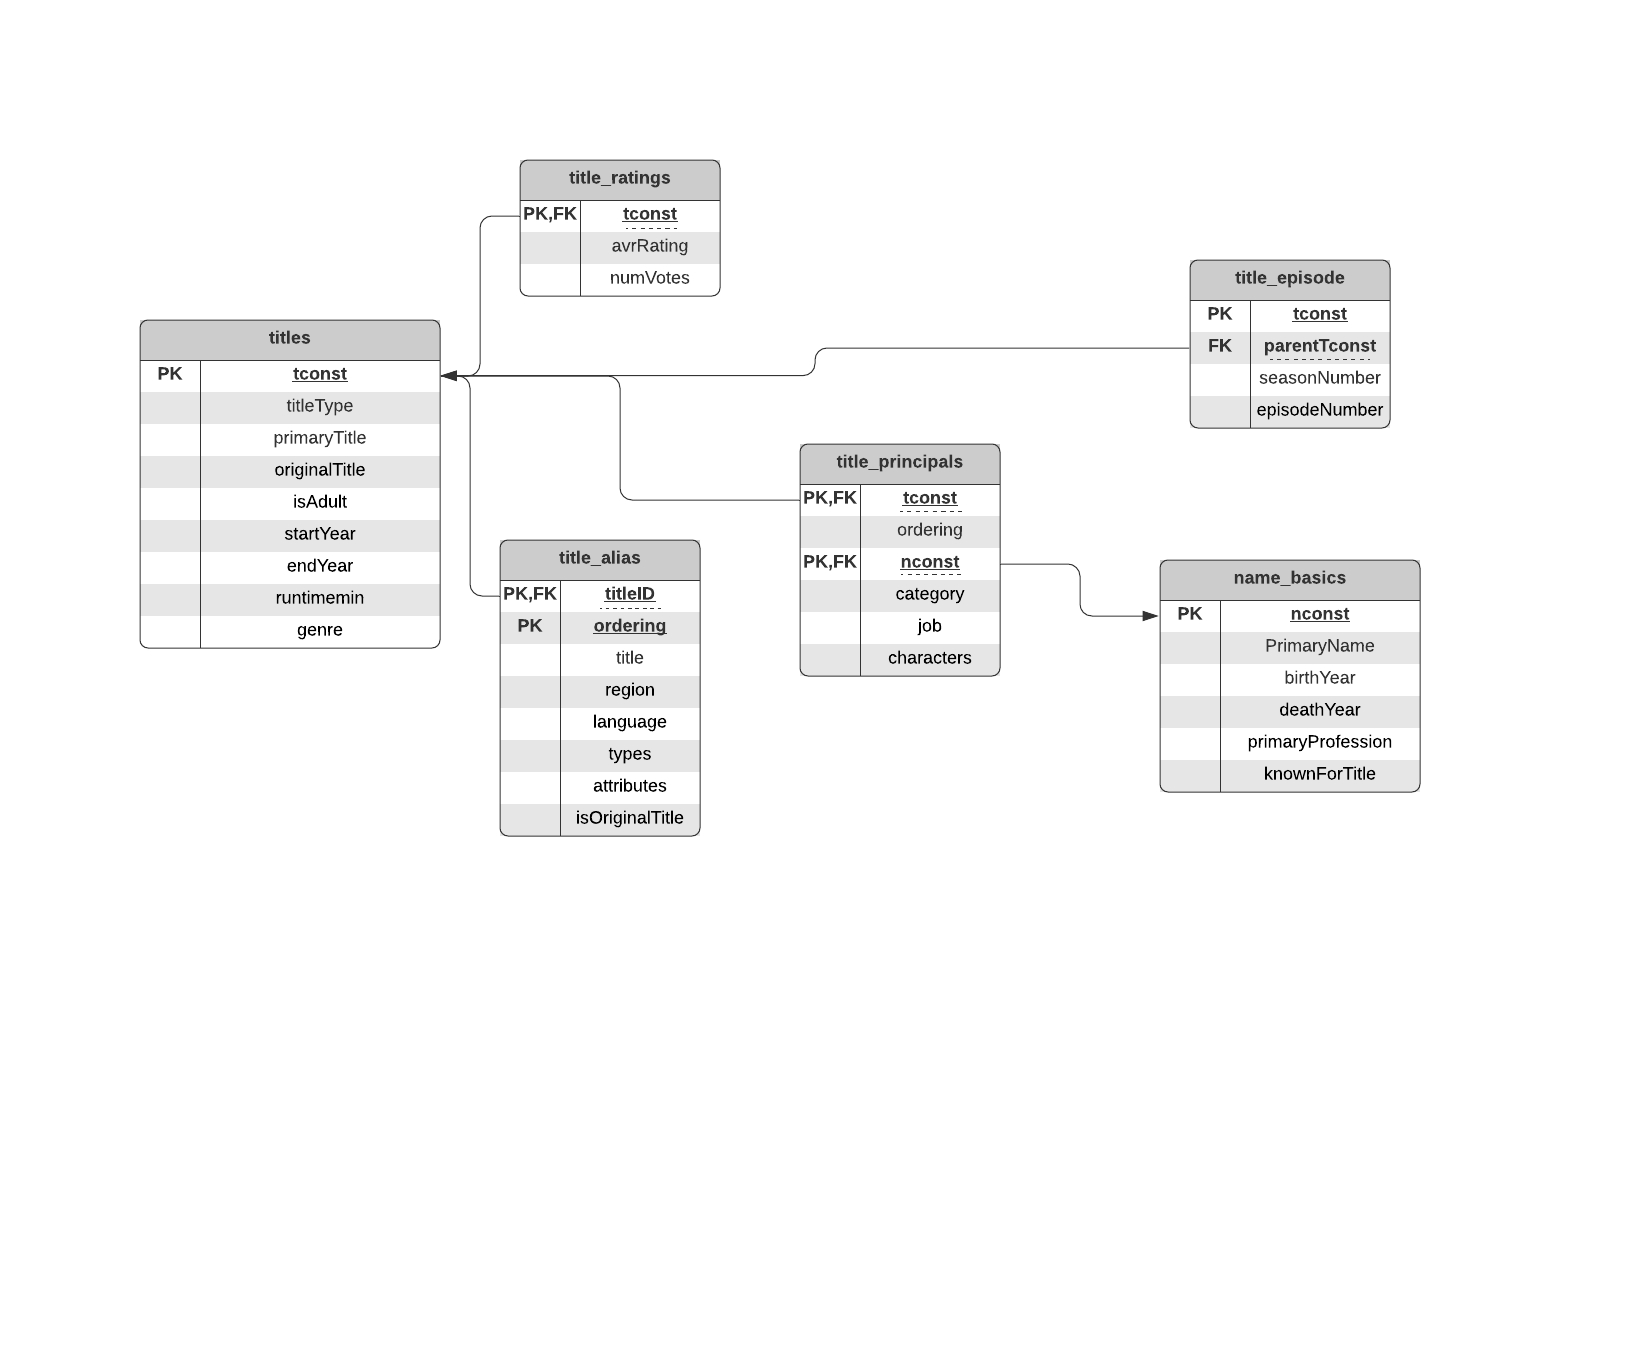 title_ratings
PK,FK tconst
avrRating
numVotes
titles
PK tconst
titleType
primaryTitle
originalTitle
isAdult
startYear
endYear
runtimemin
genre
title_episode
PK tconst
FK parentTconst
seasonNumber
episodeNumber
title_principals
PK,FK tconst
ordering
PK,FK nconst
category
job
characters
title_alias
PK,FK titleID
PK ordering
title
region
language
types
attributes
isOriginalTitle
name_basics
PK nconst
PrimaryName
birthYear
deathYear
primaryProfession
knownForTitle